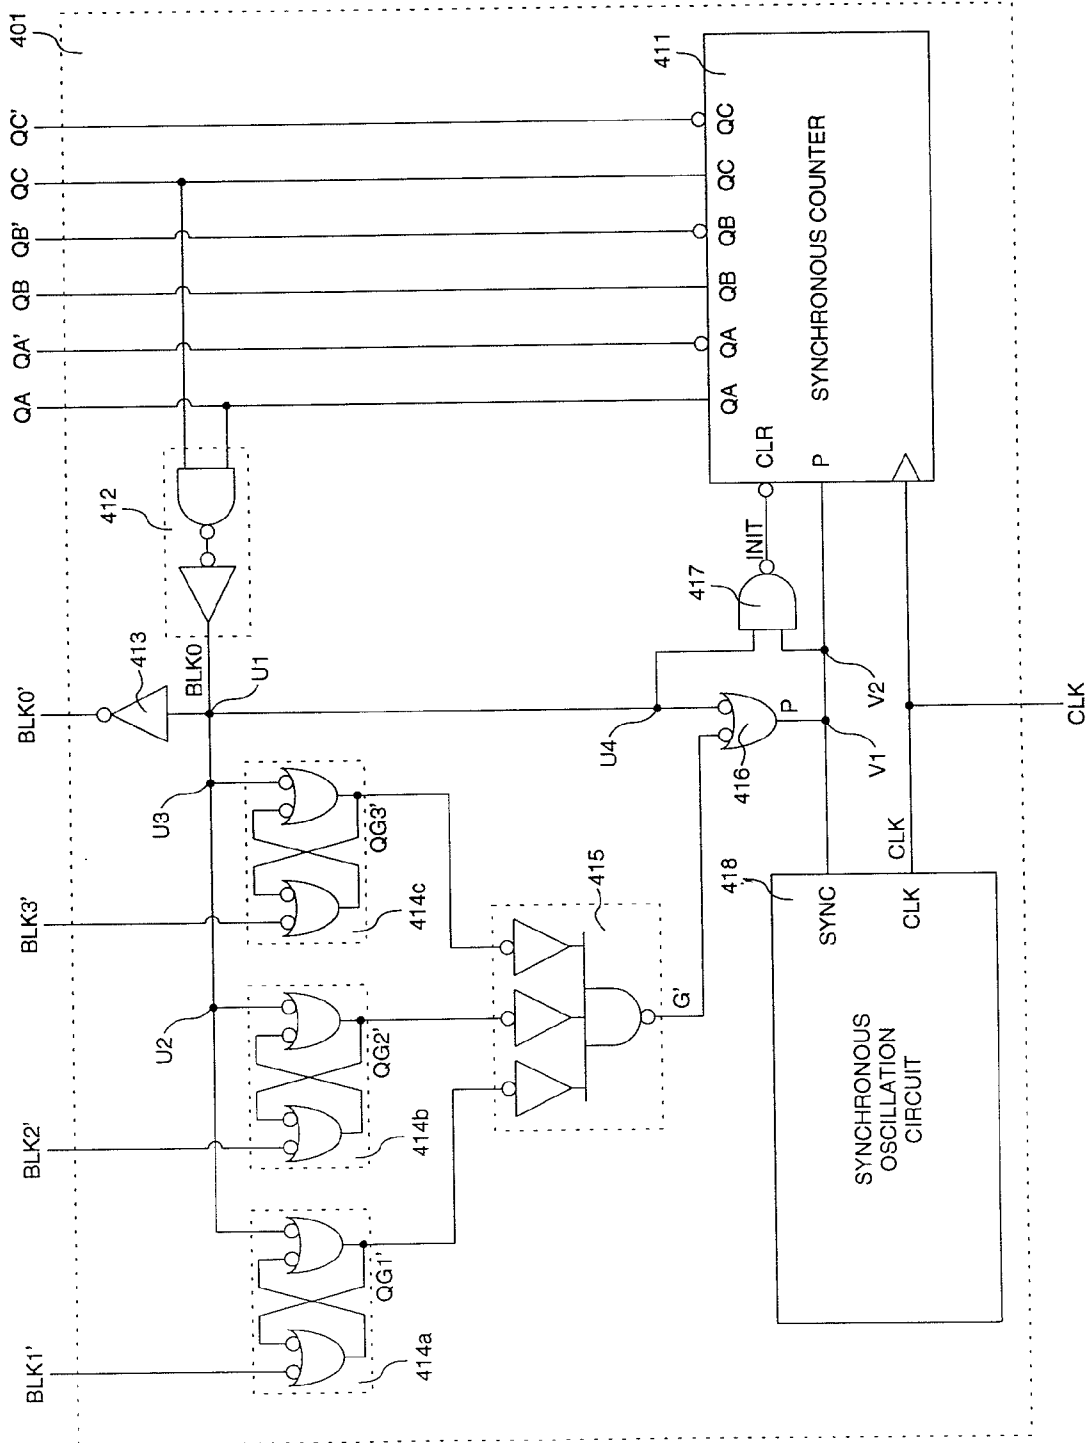 401
QC'
QC
QB'
QB
QA'
QA
BLK0'
BLK3'
BLK2'
BLK1'
411
QC
QC
QB
QB
QA
QA
SYNCHRONOUS COUNTER
CLR
P
412
413
BLK0
U1
U3
U2
INIT
417
U4
P
416
V2
V1
CLK
CLK
QG3'
414c
QG2'
414b
QG1'
414a
415
G'
418
SYNC
CLK
SYNCHRONOUS
OSCILLATION
CIRCUIT